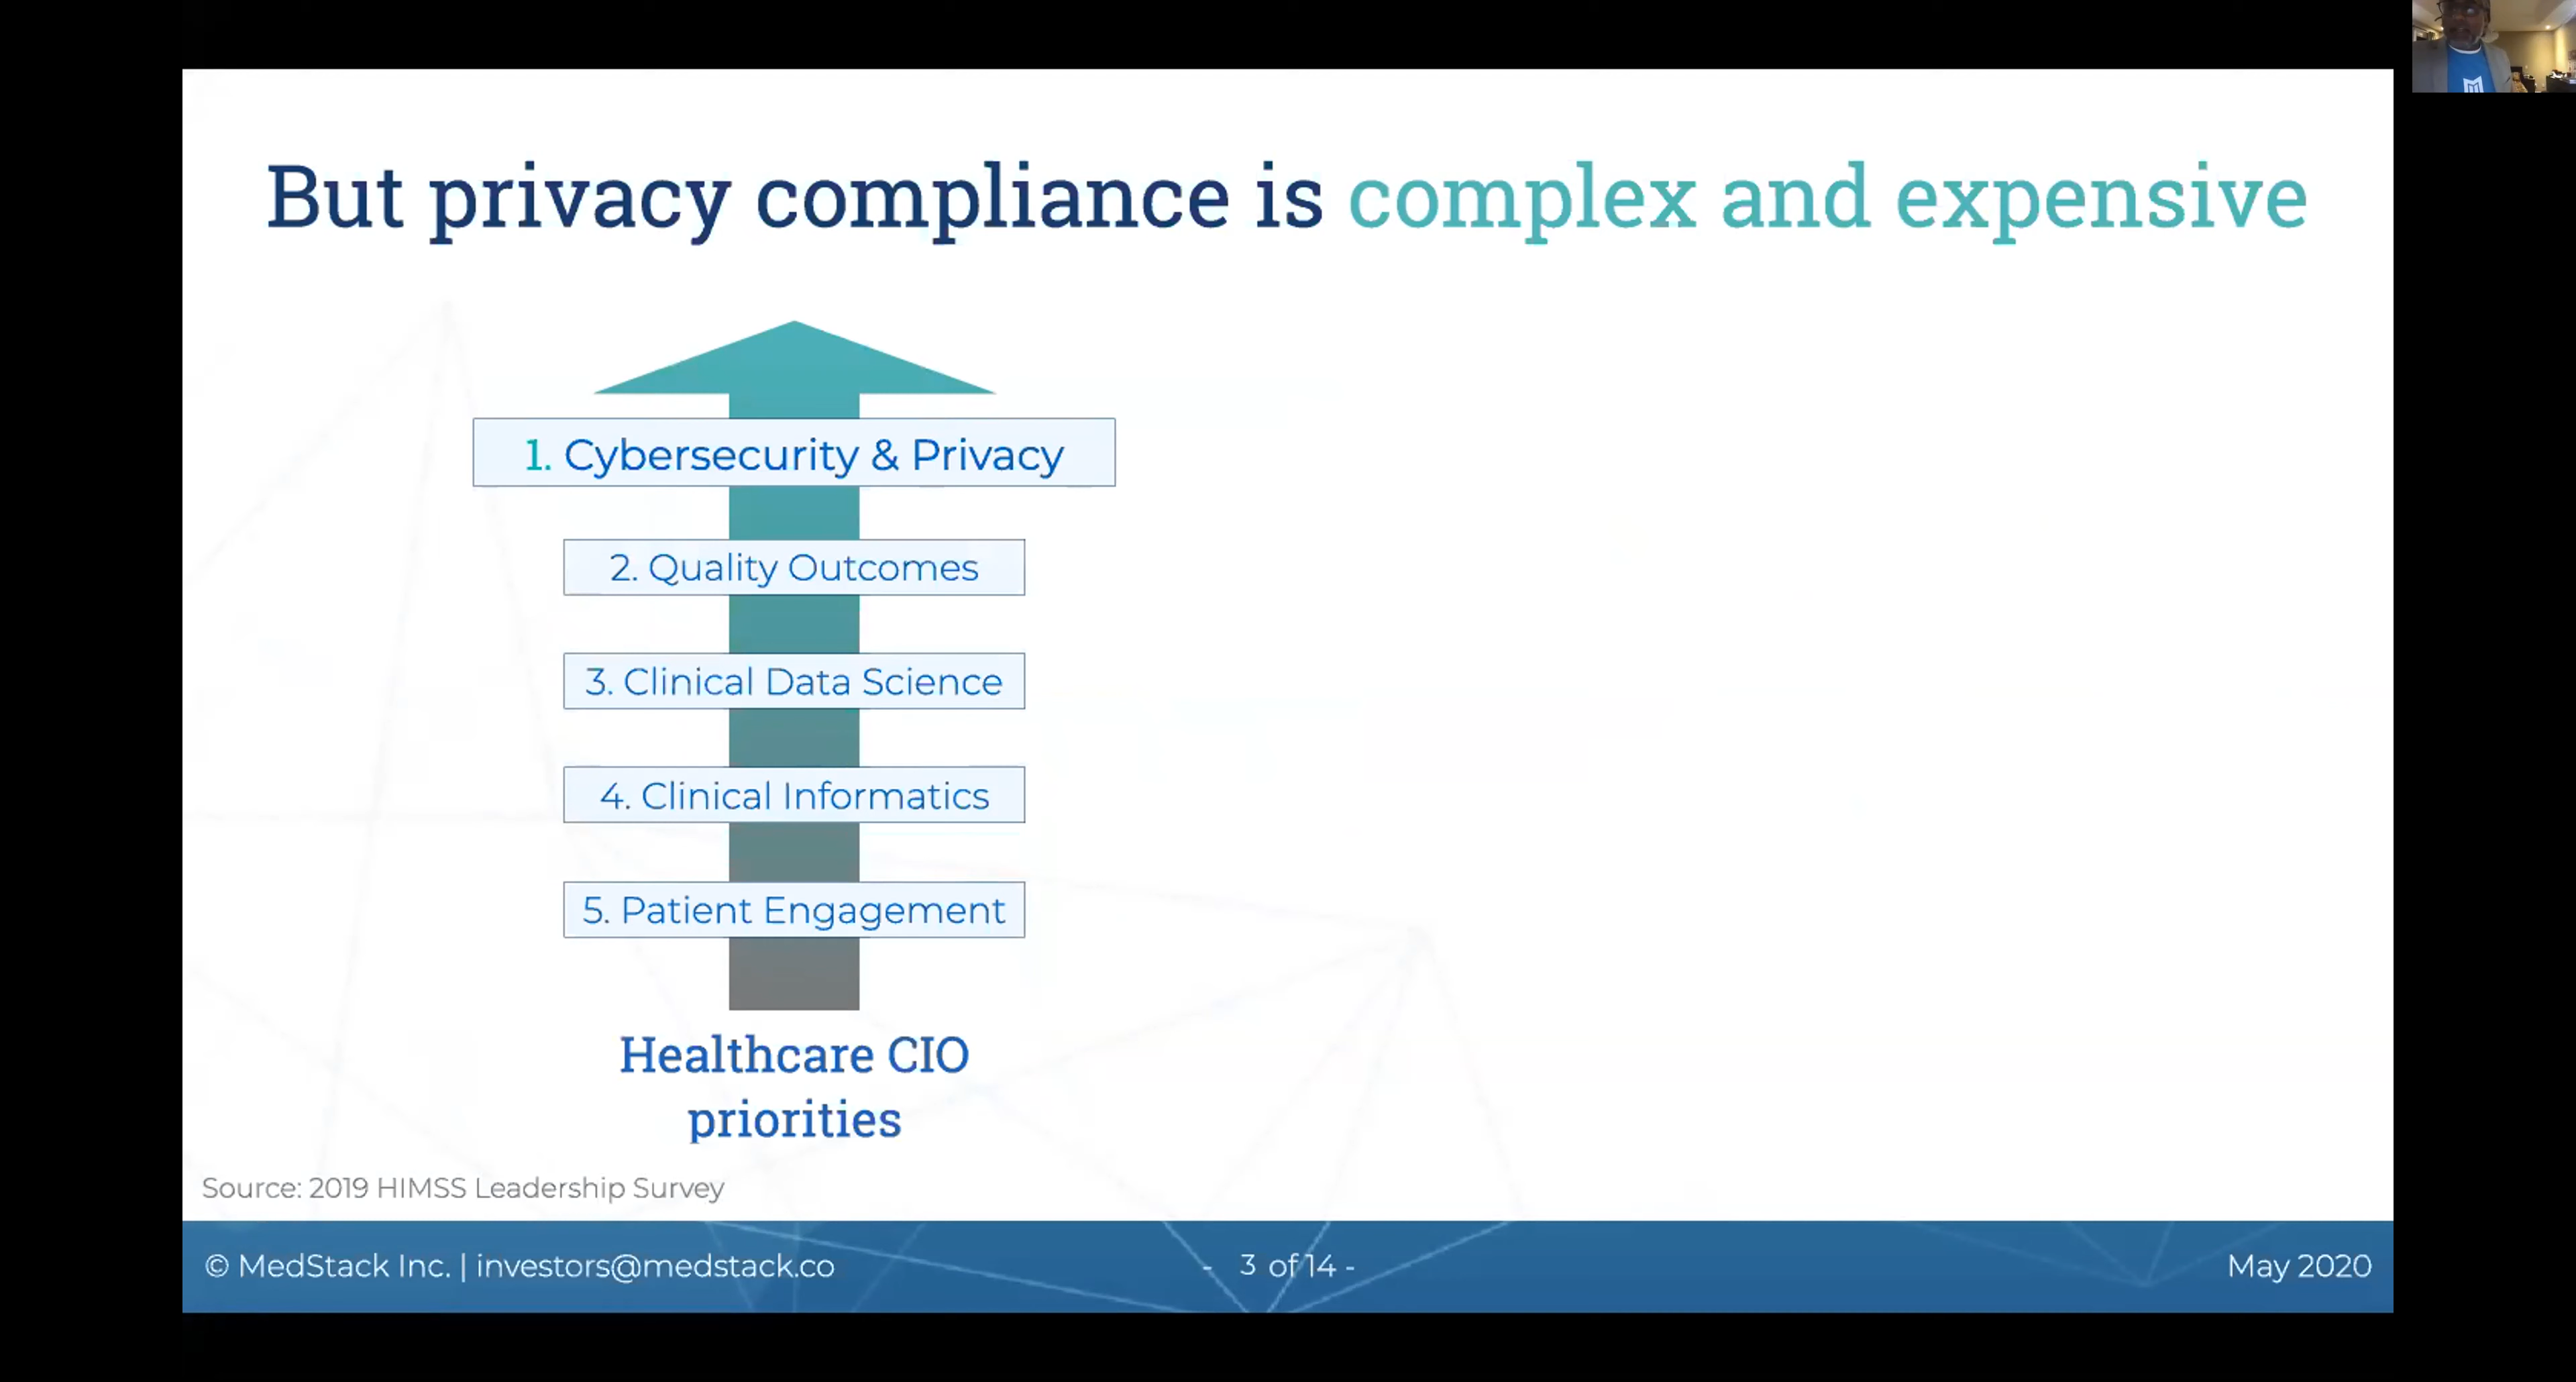 But privacy compliance is complex and expensive
1. Cybersecurity & Privacy
2. Quality Outcomes
3. Clinical Data Science
4. Clinical Informatics
5. Patient Engagement
Healthcare CIO
priorities
Source: 2019 HIMSS Leadership Survey
© MedStack Inc. | investors@medstack.co
- 3 of 14 -
May 2020